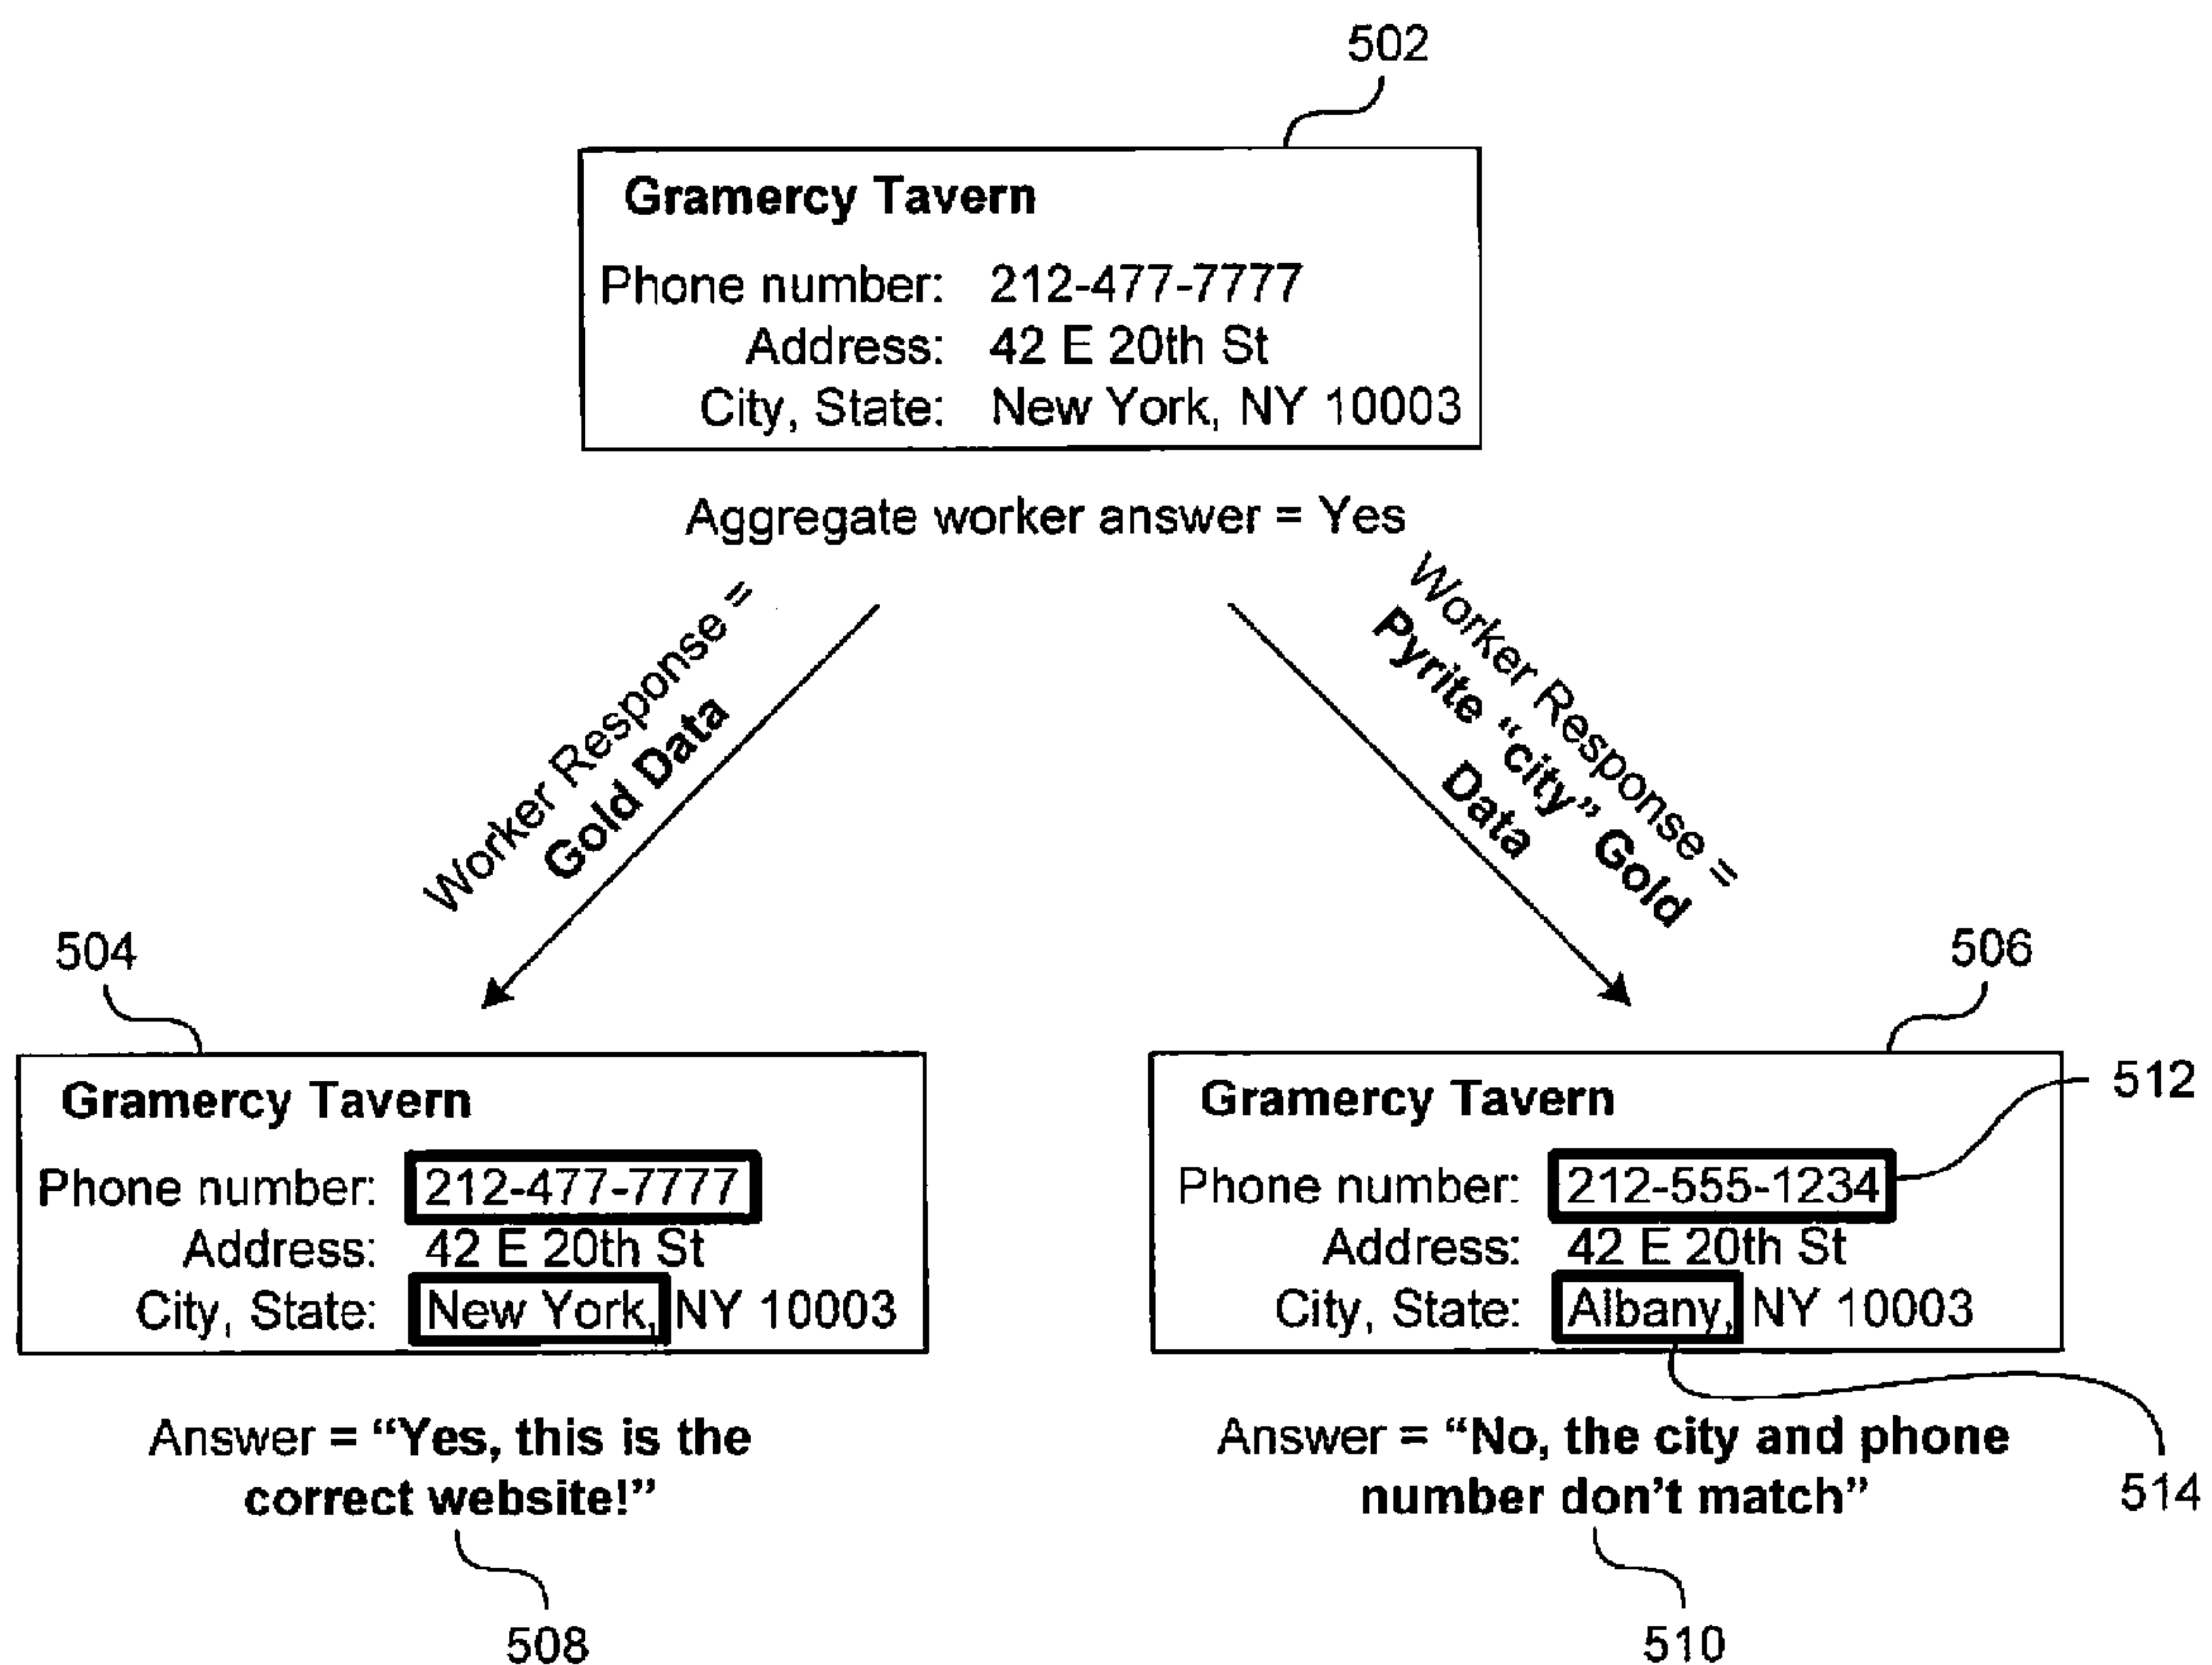 502
Gramercy Tavern
Phone number: 212-477-7777
Address: 42 E 20th St
City, State: New York, NY 10003
Aggregate worker answer = Yes
Worker Response =
Gold Data
Worker Response =
Pyrite “city” Gold
Data
504
Gramercy Tavern
Phone number: 212-477-7777
Address: 42 E 20th St
City, State: New York, NY 10003
Answer = “Yes, this is the
correct website!”
508
506
512
Gramercy Tavern
Phone number: 212-555-1234
Address: 42 E 20th St
City, State: Albany, NY 10003
Answer = “No, the city and phone
number don’t match”
514
510